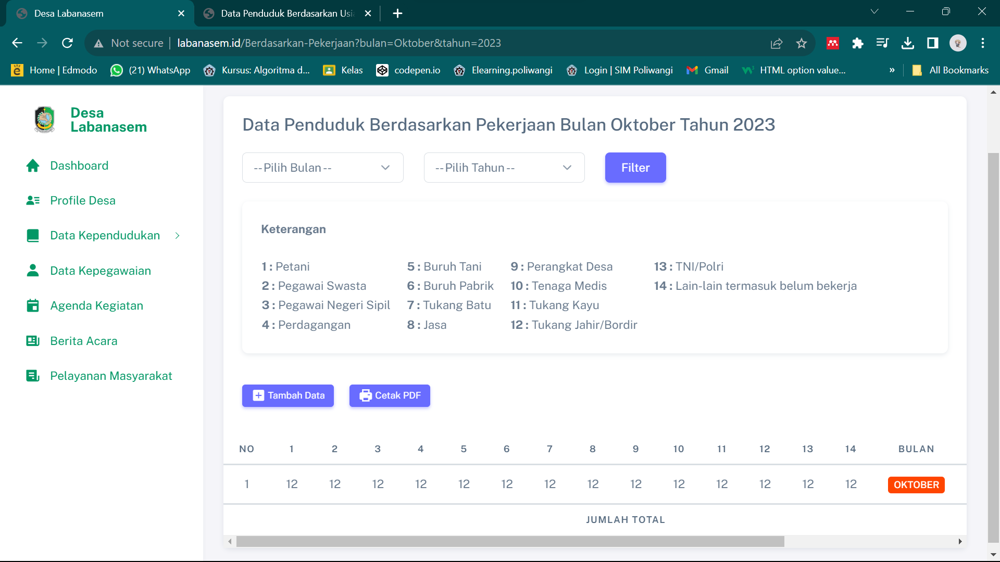 Desa Labanasem
Data Penduduk Berdasarkan Usi
Not secure
labanasem.id/Berdasarkan-Pekerjaan?bulan=Oktober&tahun=2023
Home | Edmodo
(21) WhatsApp
Kursus: Algoritma d...
Kelas
codepen.io
Elearning.poliwangi
Login | SIM Poliwangi
Gmail
HTML option value...
»
All Bookmarks
Desa
Labanasem
Dashboard
Profile Desa
Data Kependudukan
Data Kepegawaian
Agenda Kegiatan
Berita Acara
Pelayanan Masyarakat
Data Penduduk Berdasarkan Pekerjaan Bulan Oktober Tahun 2023
--Pilih Bulan-- --Pilih Tahun-- Filter
Keterangan
1 : Petani
2 : Pegawai Swasta
3 : Pegawai Negeri Sipil
4 : Perdagangan
5 : Buruh Tani
6 : Buruh Pabrik
7 : Tukang Batu
8 : Jasa
9 : Perangkat Desa
10 : Tenaga Medis
11 : Tukang Kayu
12 : Tukang Jahir/Bordir
13 : TNI/Polri
14 : Lain-lain termasuk belum bekerja
Tambah Data Cetak PDF
NO 1 2 3 4 5 6 7 8 9 10 11 12 13 14 BULAN
1 12 12 12 12 12 12 12 12 12 12 12 12 12 12 OKTOBER
JUMLAH TOTAL